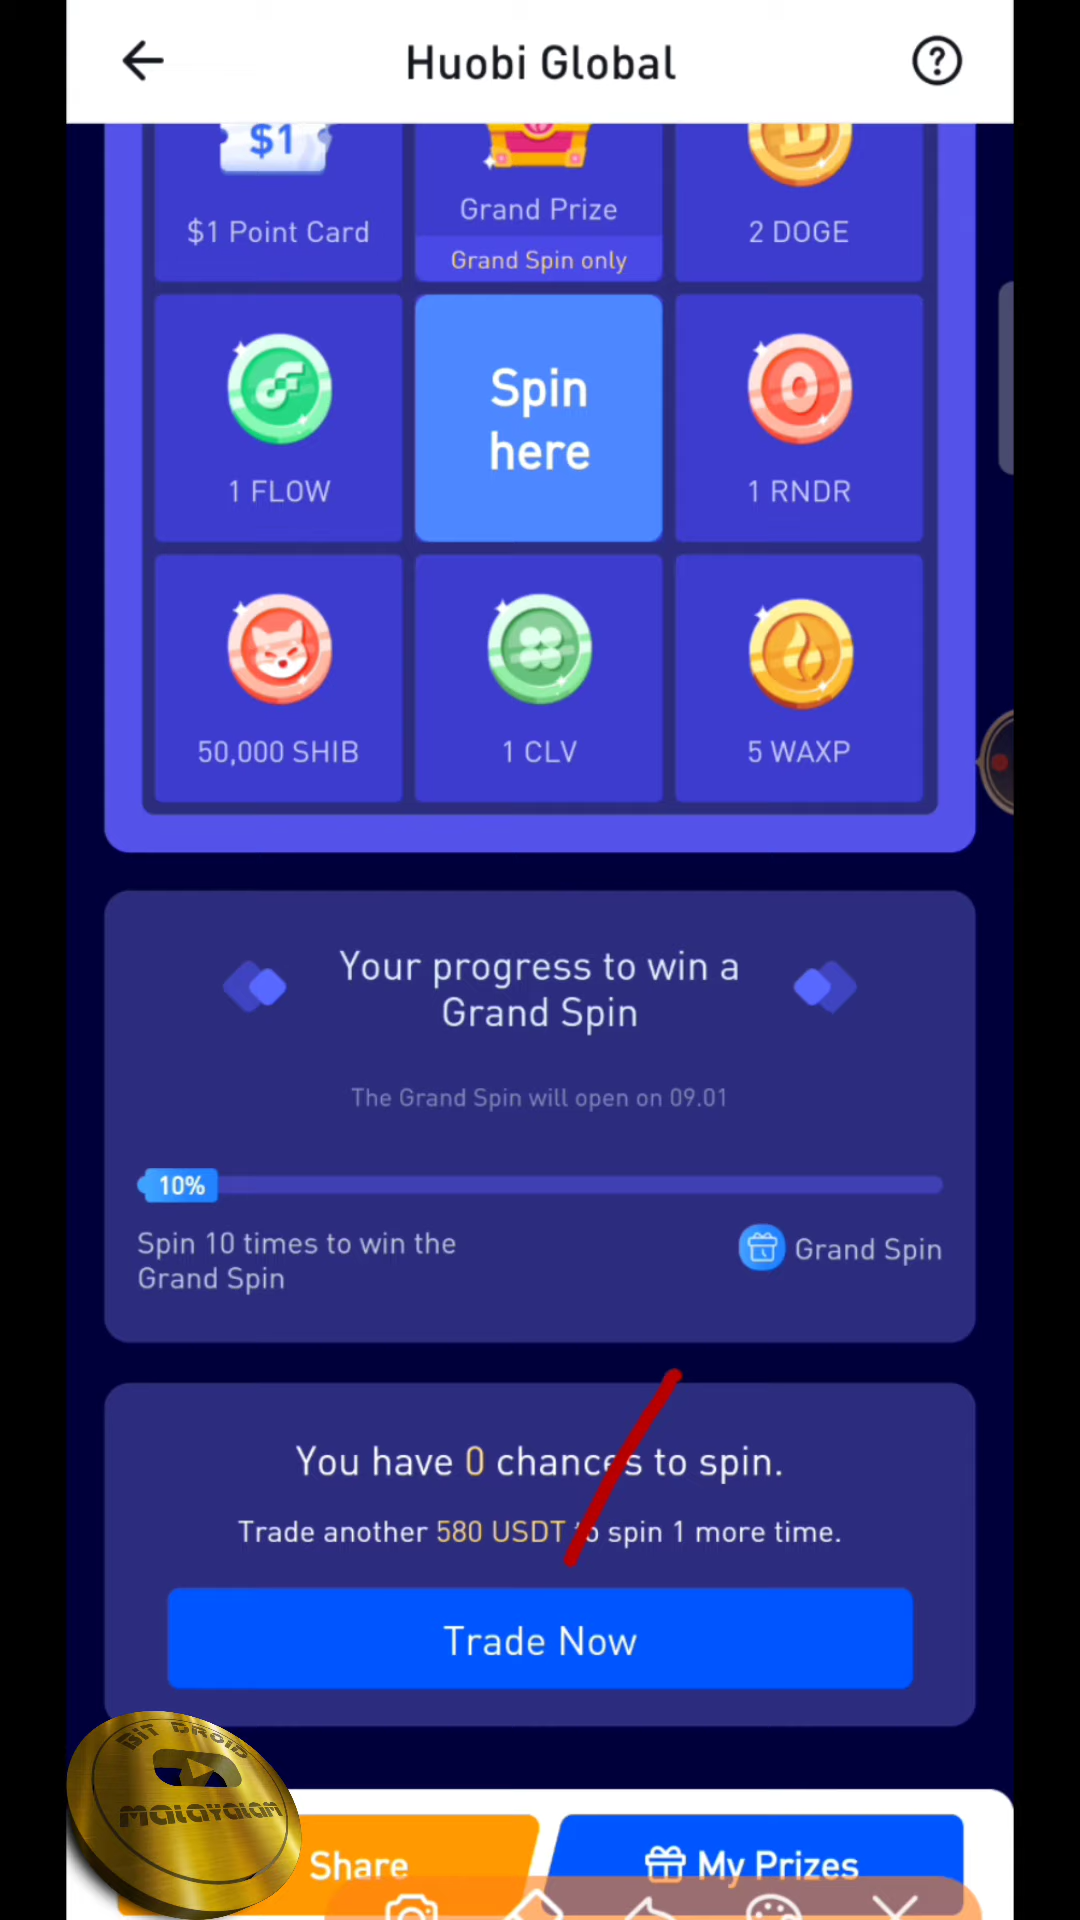 Huobi Global
$1
$1 Point Card
Grand Prize
Grand Spin only
2 DOGE
1 FLOW
Spin
here
1 RNDR
50,000 SHIB
1 CLV
5 WAXP
Your progress to win a
Grand Spin
The Grand Spin will open on 09.01
10%
Spin 10 times to win the
Grand Spin
Grand Spin
You have 0 chances to spin.
Trade another 580 USDT to spin 1 more time.
Trade Now
BIT DROID
MALAYALAM
Share
My Prizes